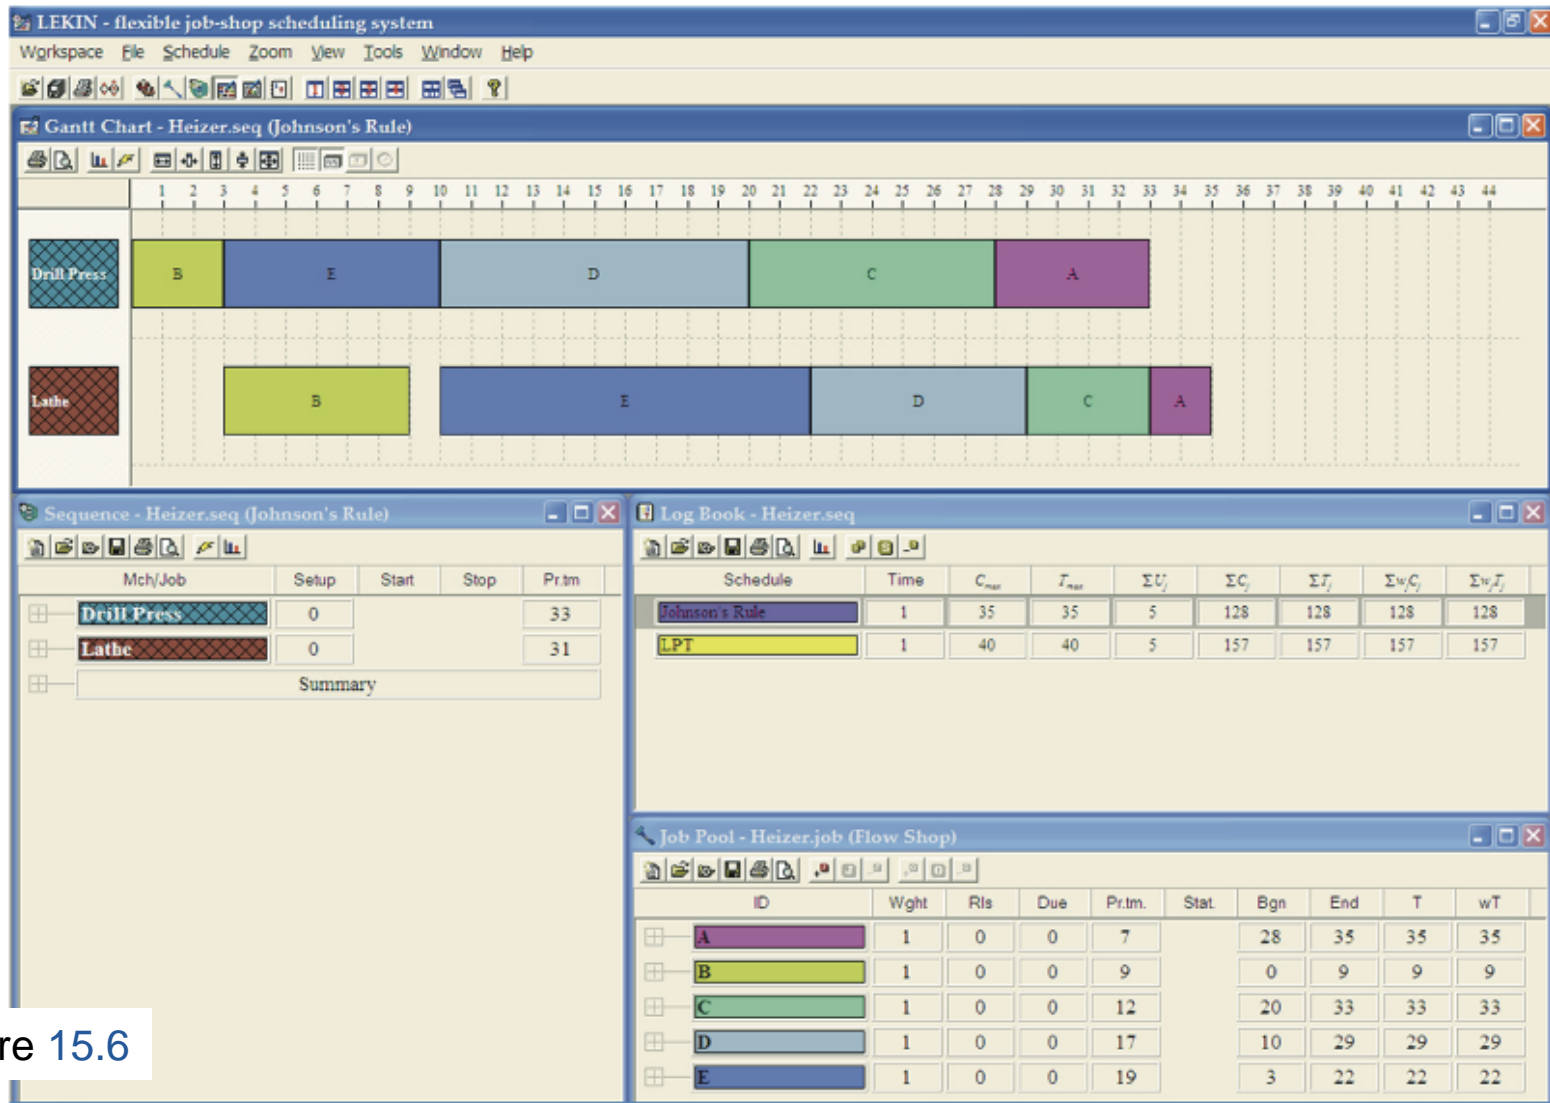 LEKIN - flexible job-shop scheduling system
Workspace File Schedule Zoom View Tools Window Help
Gantt Chart - Heizer.seq (Johnson's Rule)
1 2 3 4 5 6 7 8 9 10 11 12 13 14 15 16 17 18 19 20 21 22 23 24 25 26 27 28 29 30 31 32 33 34 35 36 37 38 39 40 41 42 43 44
Drill Press B E D C A
Lathe B E D C A
Sequence - Heizer.seq (Johnson's Rule)
Mch/Job Setup Start Stop Pr.tm
Drill Press 0 33
Lathe 0 31
Summary
Log Book - Heizer.seq
Schedule Time Cmax Tmax ΣUj ΣCj ΣTj ΣwjCj ΣwjTj
Johnson's Rule 1 35 35 5 128 128 128 128
LPT 1 40 40 5 157 157 157 157
Job Pool - Heizer.job (Flow Shop)
ID Wght Rls Due Pr.tm. Stat. Bgn End T wT
A 1 0 0 7 28 35 35 35
B 1 0 0 9 0 9 9 9
C 1 0 0 12 20 33 33 33
D 1 0 0 17 10 29 29 29
E 1 0 0 19 3 22 22 22
re 15.6